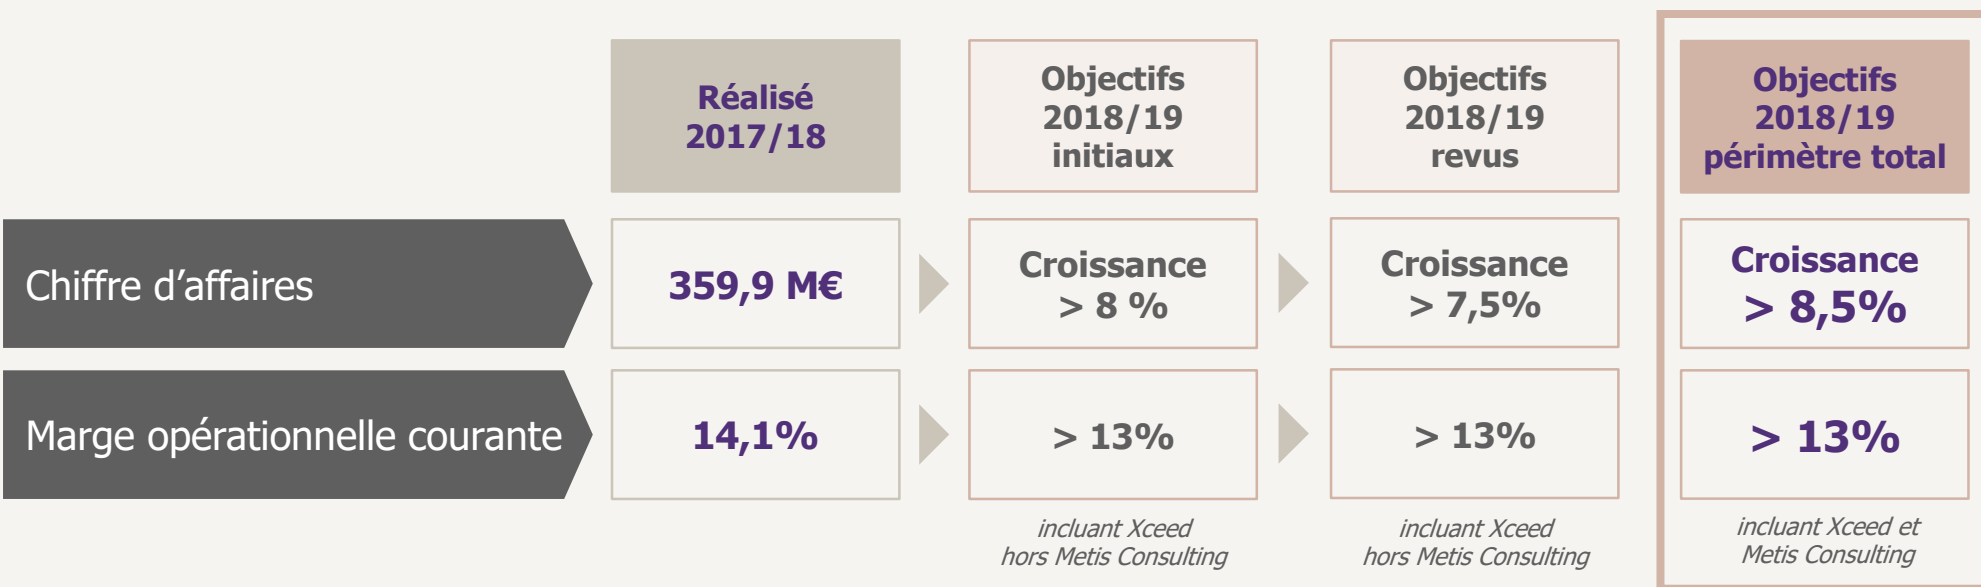 Réalisé
2017/18
Objectifs
2018/19
initiaux
Objectifs
2018/19
revus
Objectifs
2018/19
périmètre total
Chiffre d’affaires
359,9 M€
Croissance
> 8 %
Croissance
> 7,5%
Croissance
> 8,5%
Marge opérationnelle courante
14,1%
> 13%
> 13%
> 13%
incluant Xceed
hors Metis Consulting
incluant Xceed
hors Metis Consulting
incluant Xceed et
Metis Consulting